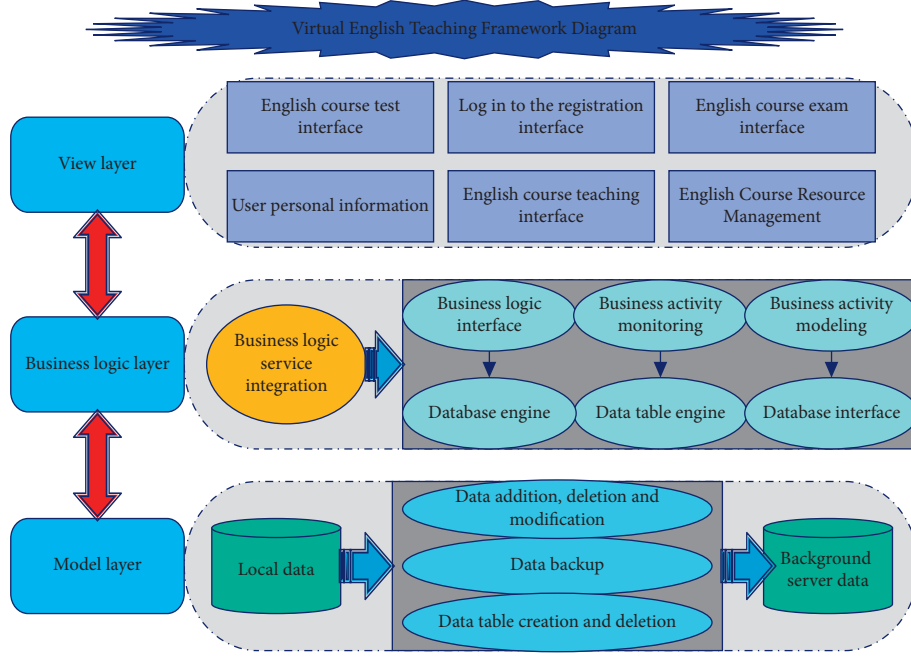 Virtual English Teaching Framework Diagram
English course test
interface
Log in to the registration
interface
English course exam
interface
View layer
User personal information
English course teaching
interface
English Course Resource
Management
Business logic layer
Business logic
service
integration
Business logic
interface
Business activity
monitoring
Business activity
modeling
Database engine
Data table engine
Database interface
Model layer
Local data
Data addition, deletion and
modification
Data backup
Data table creation and deletion
Background
server data